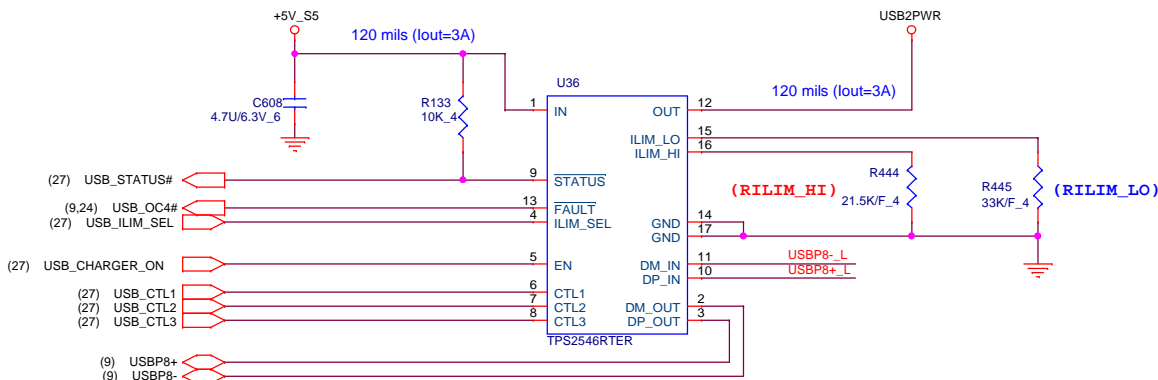 +5V_S5
USB2PWR
120 mils (Iout=3A)
U36
C608
4.7U/6.3V_6
R133
10K_4
120 mils (Iout=3A)
1
IN
OUT
12
ILIM_LO
15
ILIM_HI
16
(27) USB_STATUS#
9
STATUS
(RILIM_HI)
R444
21.5K/F_4
R445
33K/F_4
(RILIM_LO)
(9,24) USB_OC4#
13
FAULT
(27) USB_ILIM_SEL
4
ILIM_SEL
GND
14
GND
17
(27) USB_CHARGER_ON
5
EN
DM_IN
11
USBP8-_L
DP_IN
10
USBP8+_L
(27) USB_CTL1
6
CTL1
(27) USB_CTL2
7
CTL2
(27) USB_CTL3
8
CTL3
DM_OUT
2
DP_OUT
3
TPS2546RTER
(9) USBP8+
(9) USBP8-